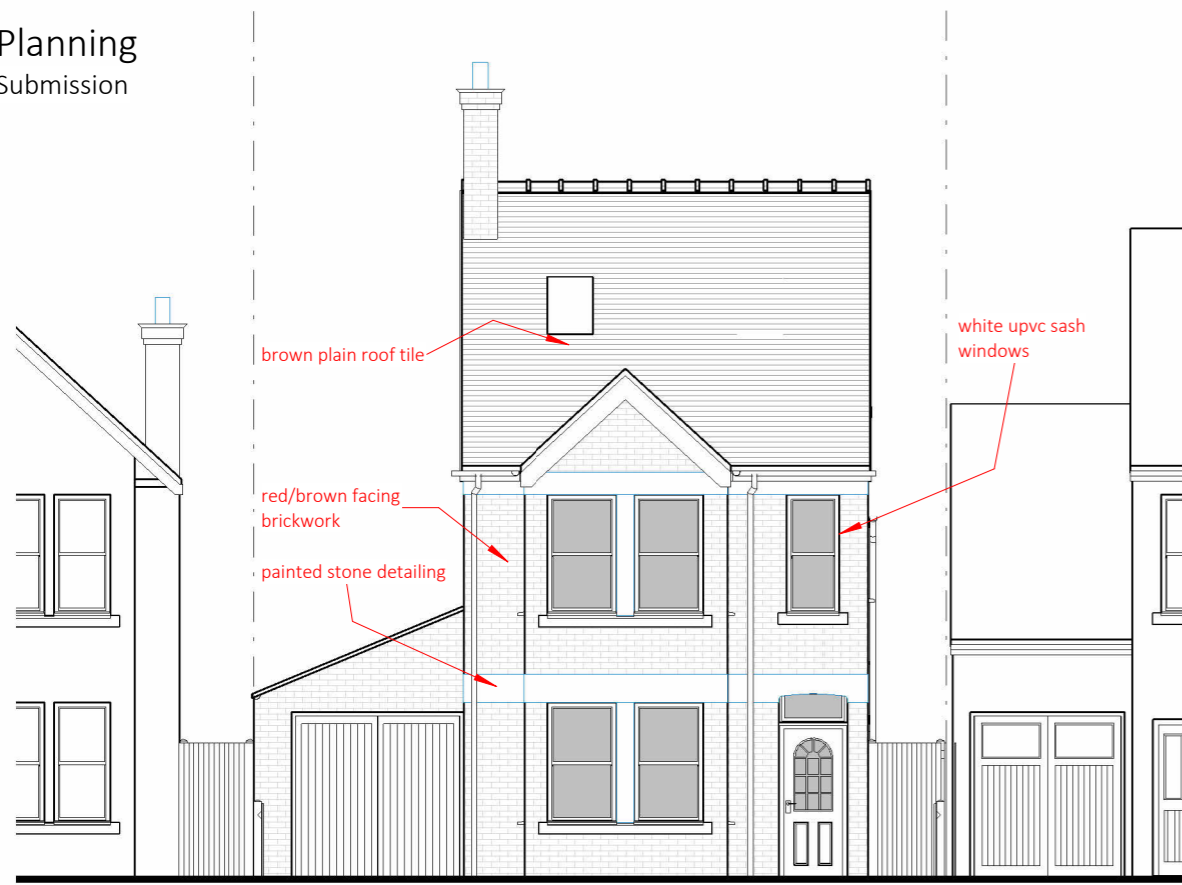 Planning
Submission
brown plain roof tile
white upvc sash
windows
red/brown facing
brickwork
painted stone detailing